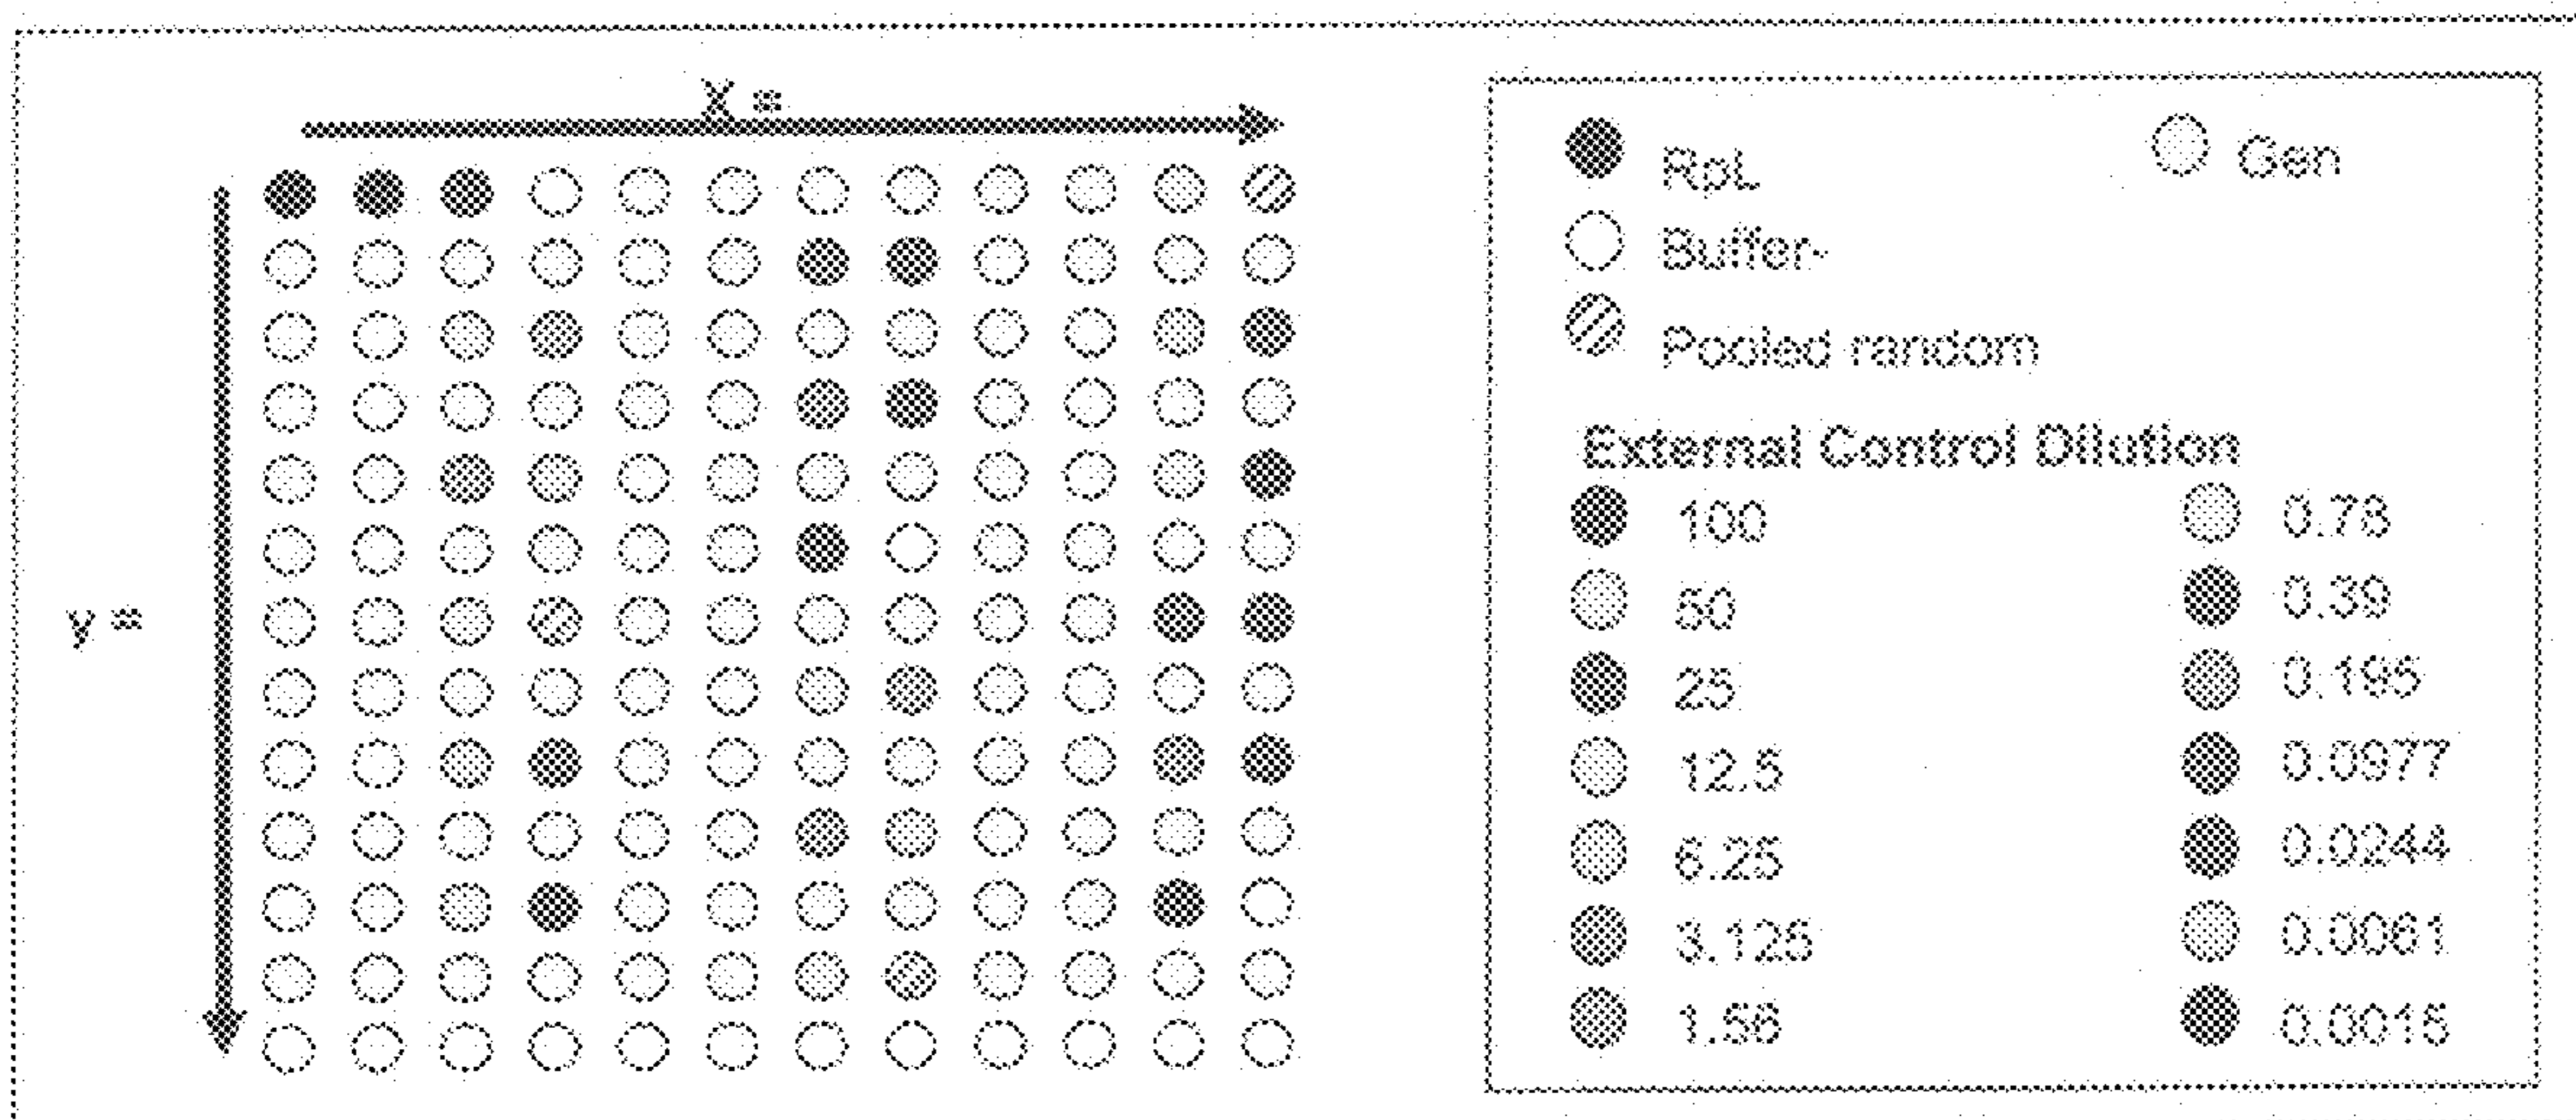 X =
y =
RpL
Gen
Buffer-
Pooled random
External Control Dilution
100
0.78
50
0.39
25
0.195
12.5
0.0977
6.25
0.0244
3.125
0.0061
1.56
0.0015